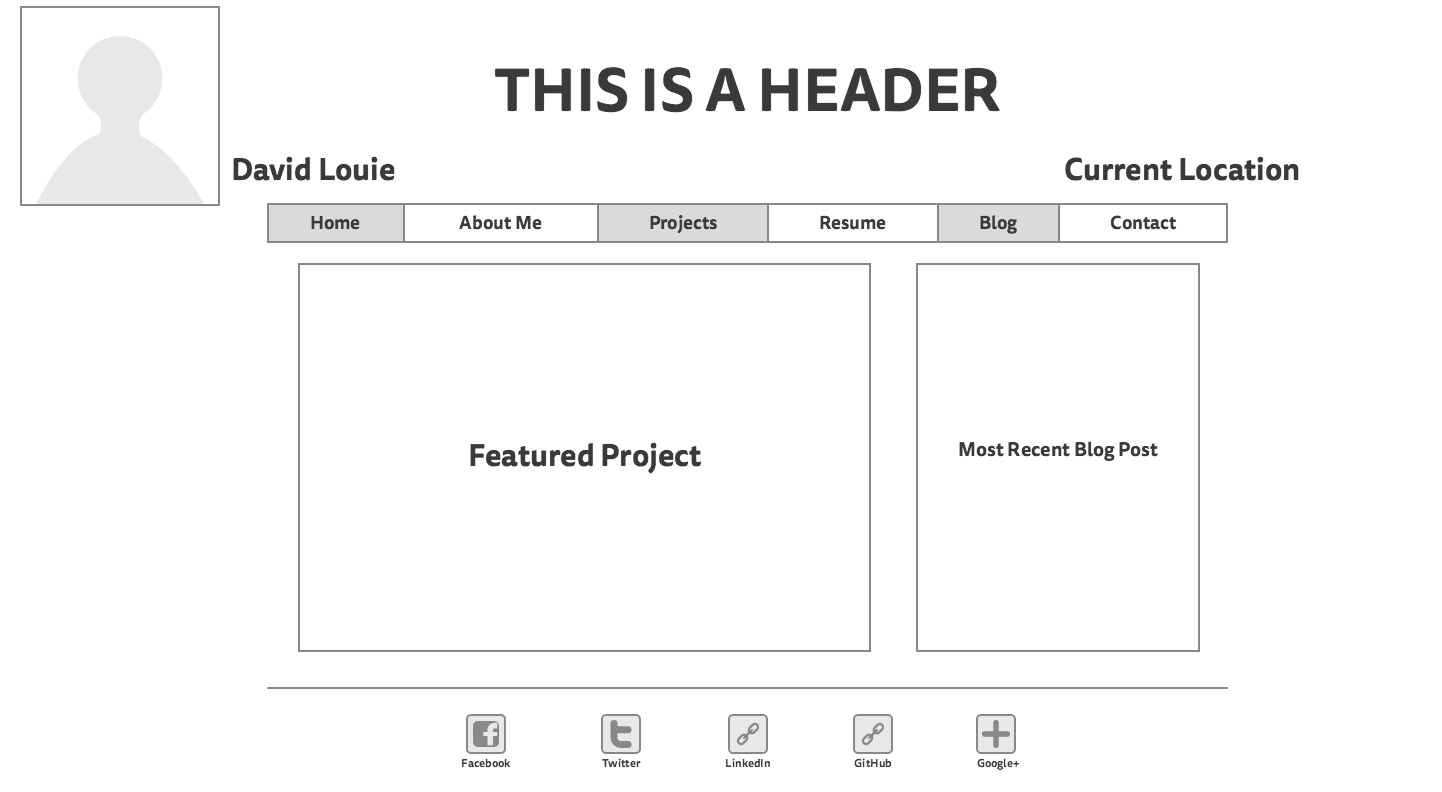 THIS IS A HEADER
David Louie
Current Location
Home
About Me
Projects
Resume
Blog
Contact
Featured Project
Most Recent Blog Post
Facebook
Twitter
LinkedIn
GitHub
Google+